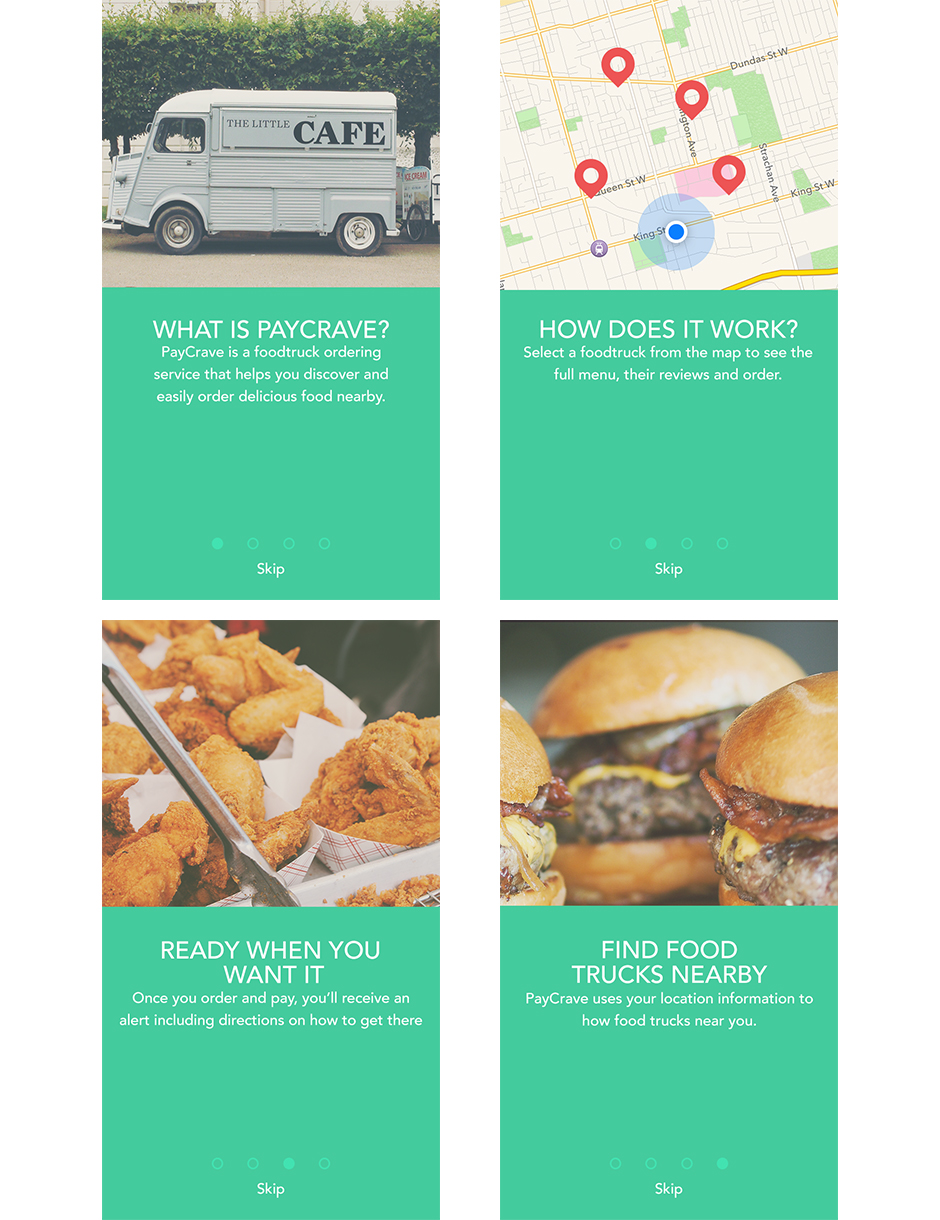 THE LITTLE CAFE
ICE CREAM
WHAT IS PAYCRAVE?
PayCrave is a foodtruck ordering
service that helps you discover and
easily order delicious food nearby.
Skip
Dundas St W
Strachan Ave
Queen St W
King St W
King St
HOW DOES IT WORK?
Select a foodtruck from the map to see the
full menu, their reviews and order.
Skip
READY WHEN YOU
WANT IT
Once you order and pay, you’ll receive an
alert including directions on how to get there
Skip
FIND FOOD
TRUCKS NEARBY
PayCrave uses your location information to
how food trucks near you.
Skip